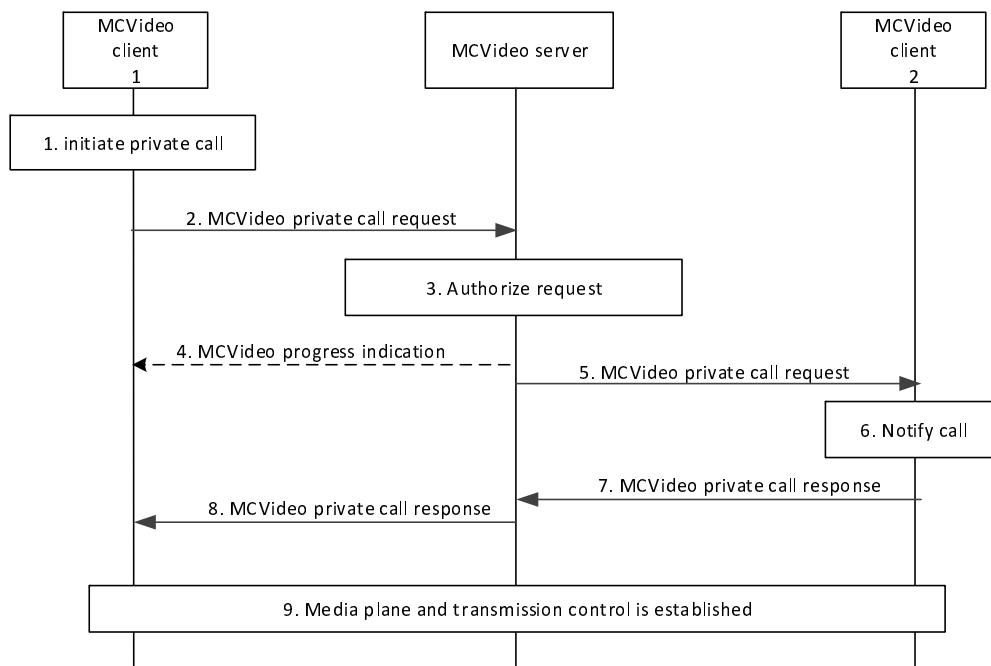 MCVideo
client
1
MCVideo server
MCVideo
client
2
1. initiate private call
2. MCVideo private call request
3. Authorize request
4. MCVideo progress indication
5. MCVideo private call request
6. Notify call
7. MCVideo private call response
8. MCVideo private call response
9. Media plane and transmission control is established